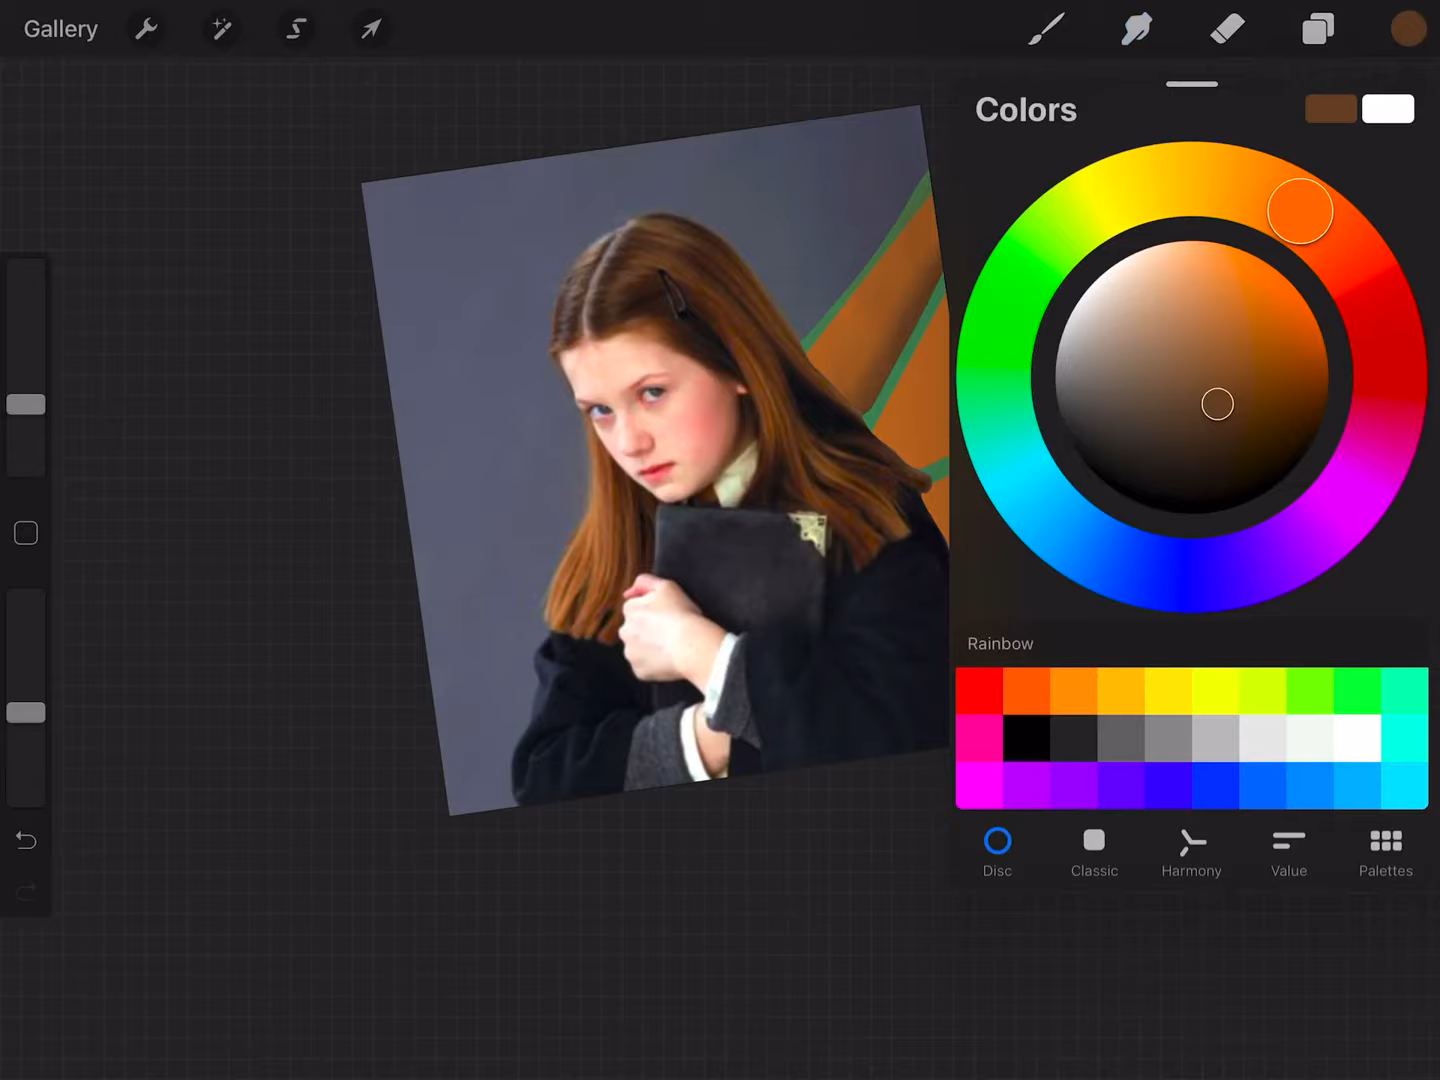 Gallery
Colors
Rainbow
Disc
Classic
Harmony
Value
Palettes